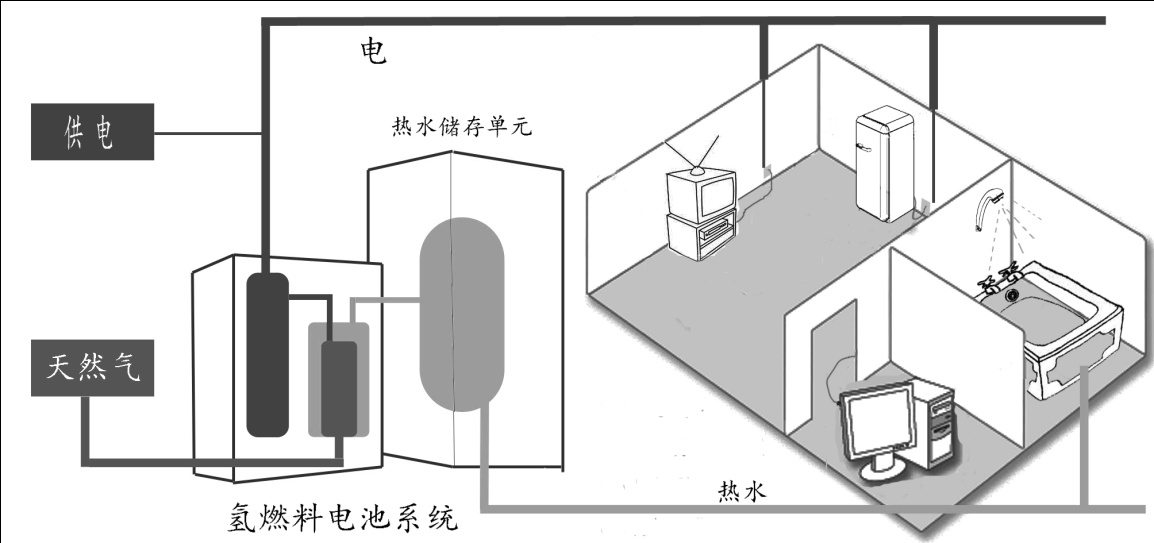 电
供电
热水储存单元
天然气
热水
氢燃料电池系统